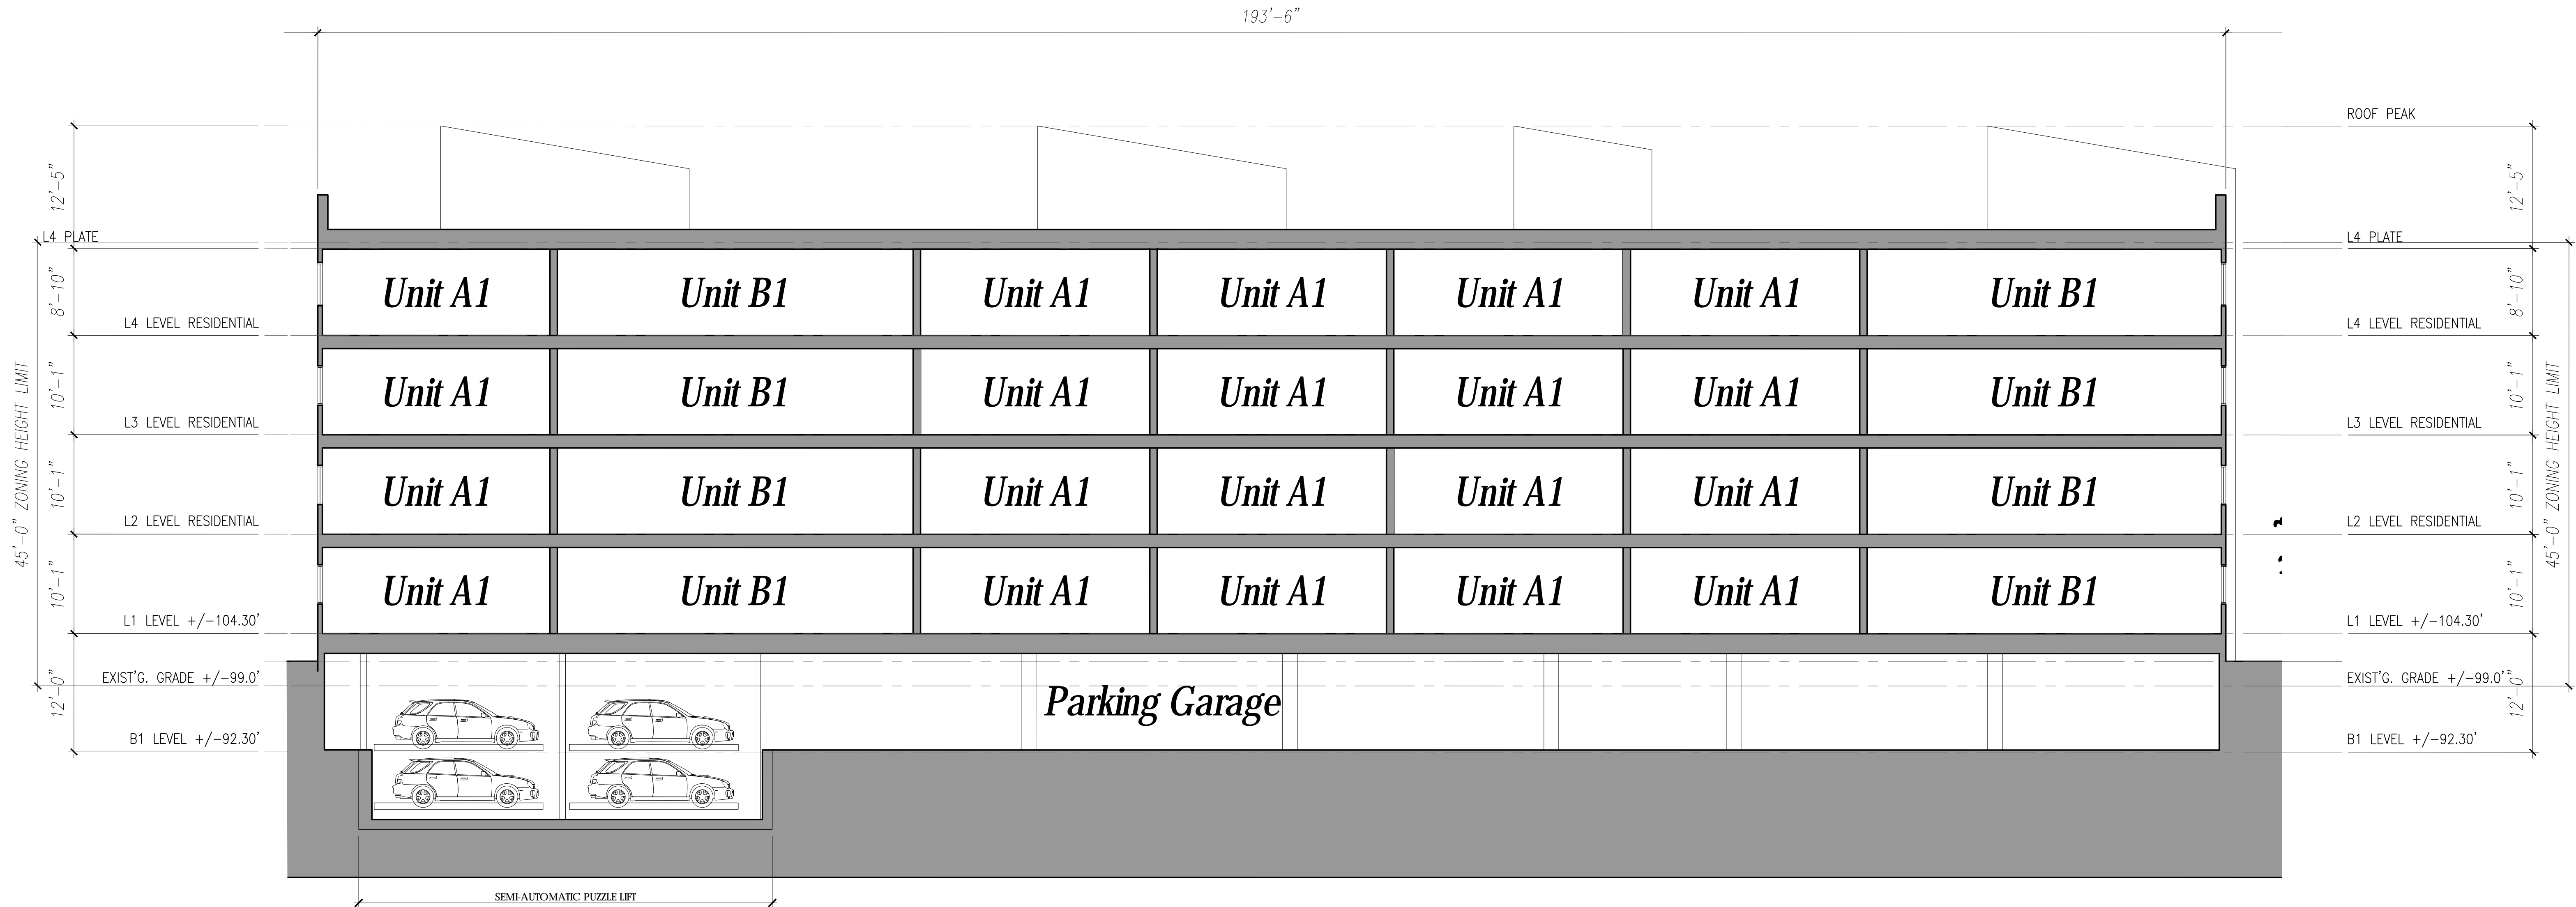 193'-6"
ROOF PEAK
12'-5"
12'-5"
L4 PLATE
L4 PLATE
8'-10"
Unit A1 Unit B1 Unit A1 Unit A1 Unit A1 Unit A1 Unit B1
8'-10"
L4 LEVEL RESIDENTIAL
L4 LEVEL RESIDENTIAL
10'-1"
Unit A1 Unit B1 Unit A1 Unit A1 Unit A1 Unit A1 Unit B1
10'-1"
45'-0" ZONING HEIGHT LIMIT
45'-0" ZONING HEIGHT LIMIT
L3 LEVEL RESIDENTIAL
L3 LEVEL RESIDENTIAL
10'-1"
Unit A1 Unit B1 Unit A1 Unit A1 Unit A1 Unit A1 Unit B1
10'-1"
L2 LEVEL RESIDENTIAL
L2 LEVEL RESIDENTIAL
10'-1"
Unit A1 Unit B1 Unit A1 Unit A1 Unit A1 Unit A1 Unit B1
10'-1"
L1 LEVEL +/-104.30'
L1 LEVEL +/-104.30'
EXIST'G. GRADE +/-99.0'
EXIST'G. GRADE +/-99.0'
12'-0"
Parking Garage
12'-0"
B1 LEVEL +/-92.30'
B1 LEVEL +/-92.30'
SEMI-AUTOMATIC PUZZLE LIFT